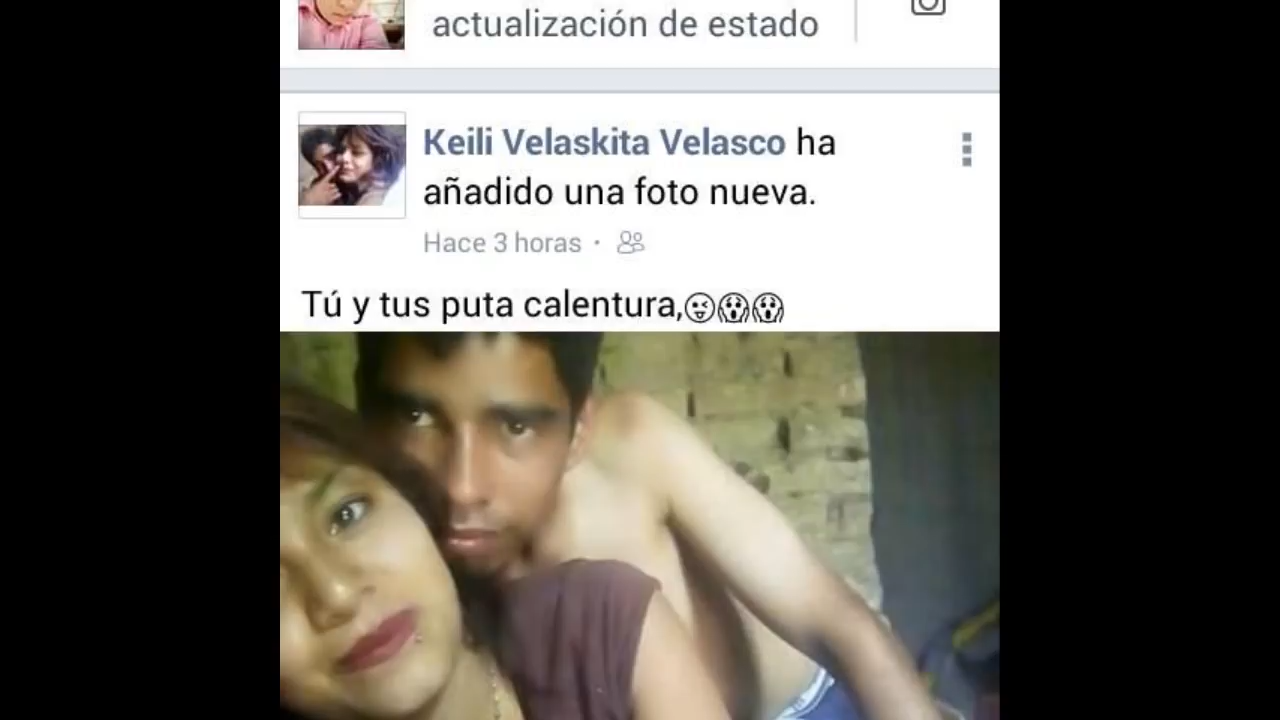 actualización de estado
Keili Velaskita Velasco ha
añadido una foto nueva.
Hace 3 horas ·
Tú y tus puta calentura,😜😱😱